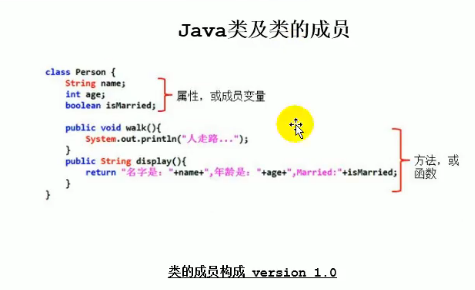 Java类及类的成员
class Person {
String name;
int age;
boolean isMarried;
属性，或成员变量
public void walk(){
System.out.println("人走路...");
}
public String display(){
return "名字是："+name+",年龄是："+age+",Married:"+isMarried;
}
}
方法，或
函数
类的成员构成 version 1.0